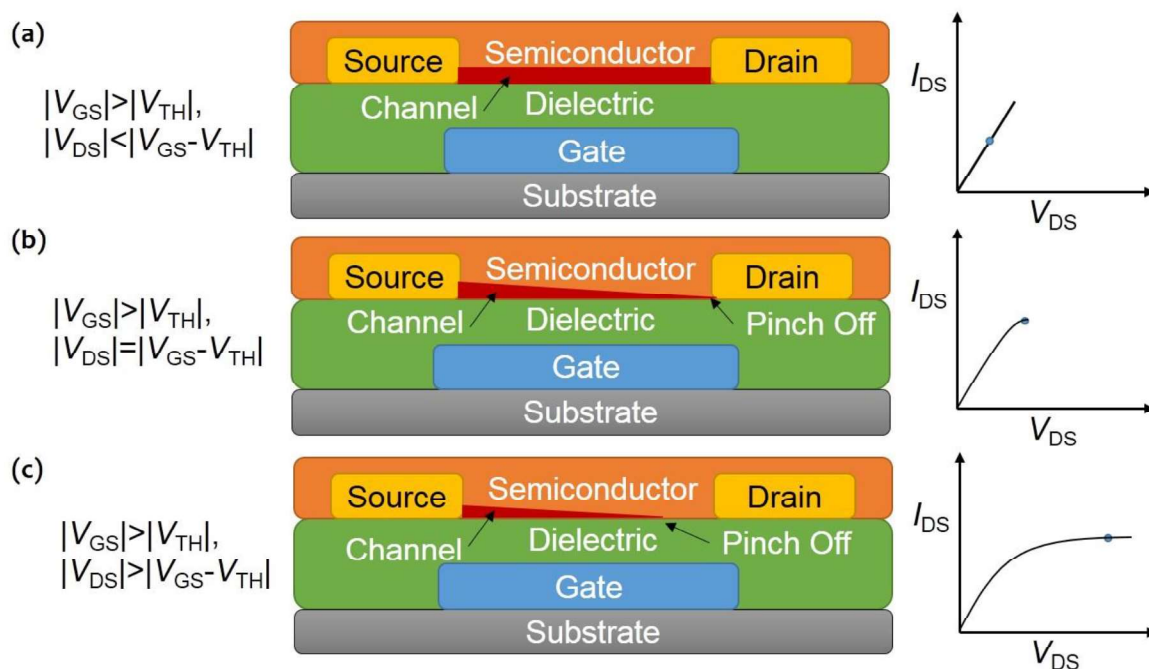 (a)
|VGS|>|VTH|,
|VDS|<|VGS-VTH|
Source
Semiconductor
Drain
Channel
Dielectric
Gate
Substrate
IDS
VDS
(b)
|VGS|>|VTH|,
|VDS|=|VGS-VTH|
Source
Semiconductor
Drain
Channel
Dielectric
Pinch Off
Gate
Substrate
IDS
VDS
(c)
|VGS|>|VTH|,
|VDS|>|VGS-VTH|
Source
Semiconductor
Drain
Channel
Dielectric
Pinch Off
Gate
Substrate
IDS
VDS